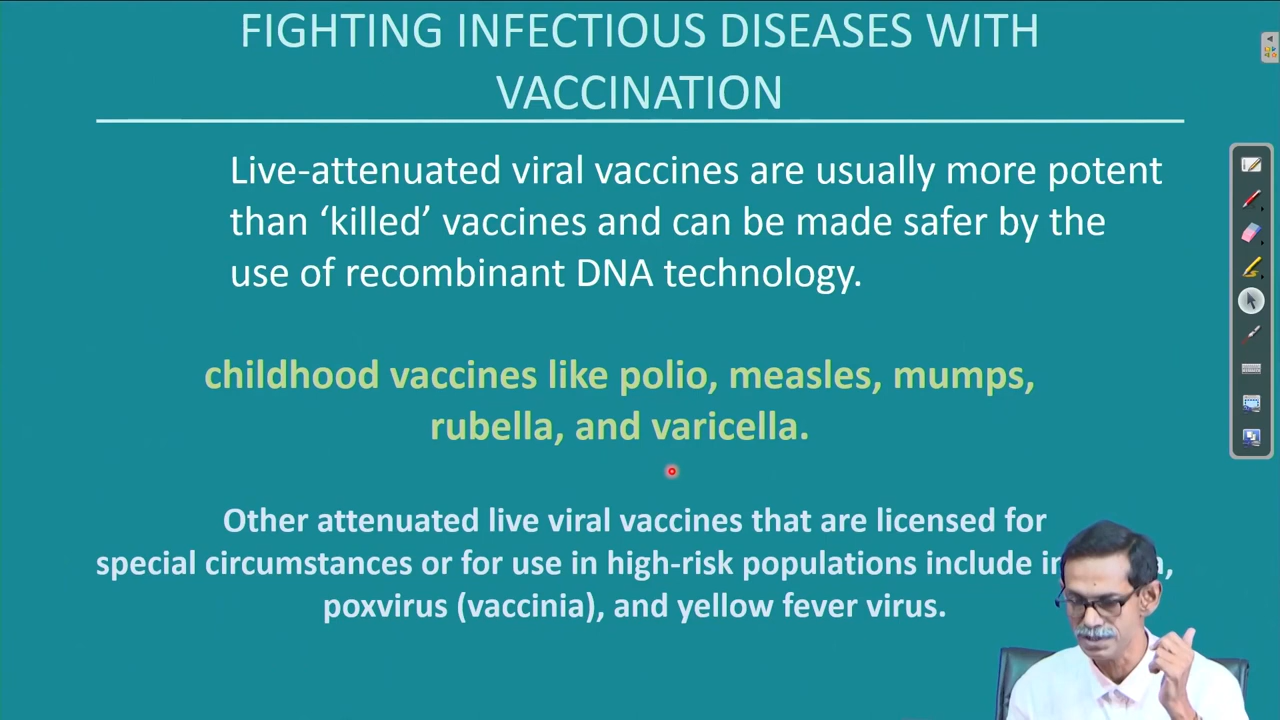 FIGHTING INFECTIOUS DISEASES WITH
VACCINATION
Live-attenuated viral vaccines are usually more potent
than ‘killed’ vaccines and can be made safer by the
use of recombinant DNA technology.
childhood vaccines like polio, measles, mumps,
rubella, and varicella.
Other attenuated live viral vaccines that are licensed for
special circumstances or for use in high-risk populations include
poxvirus (vaccinia), and yellow fever virus.